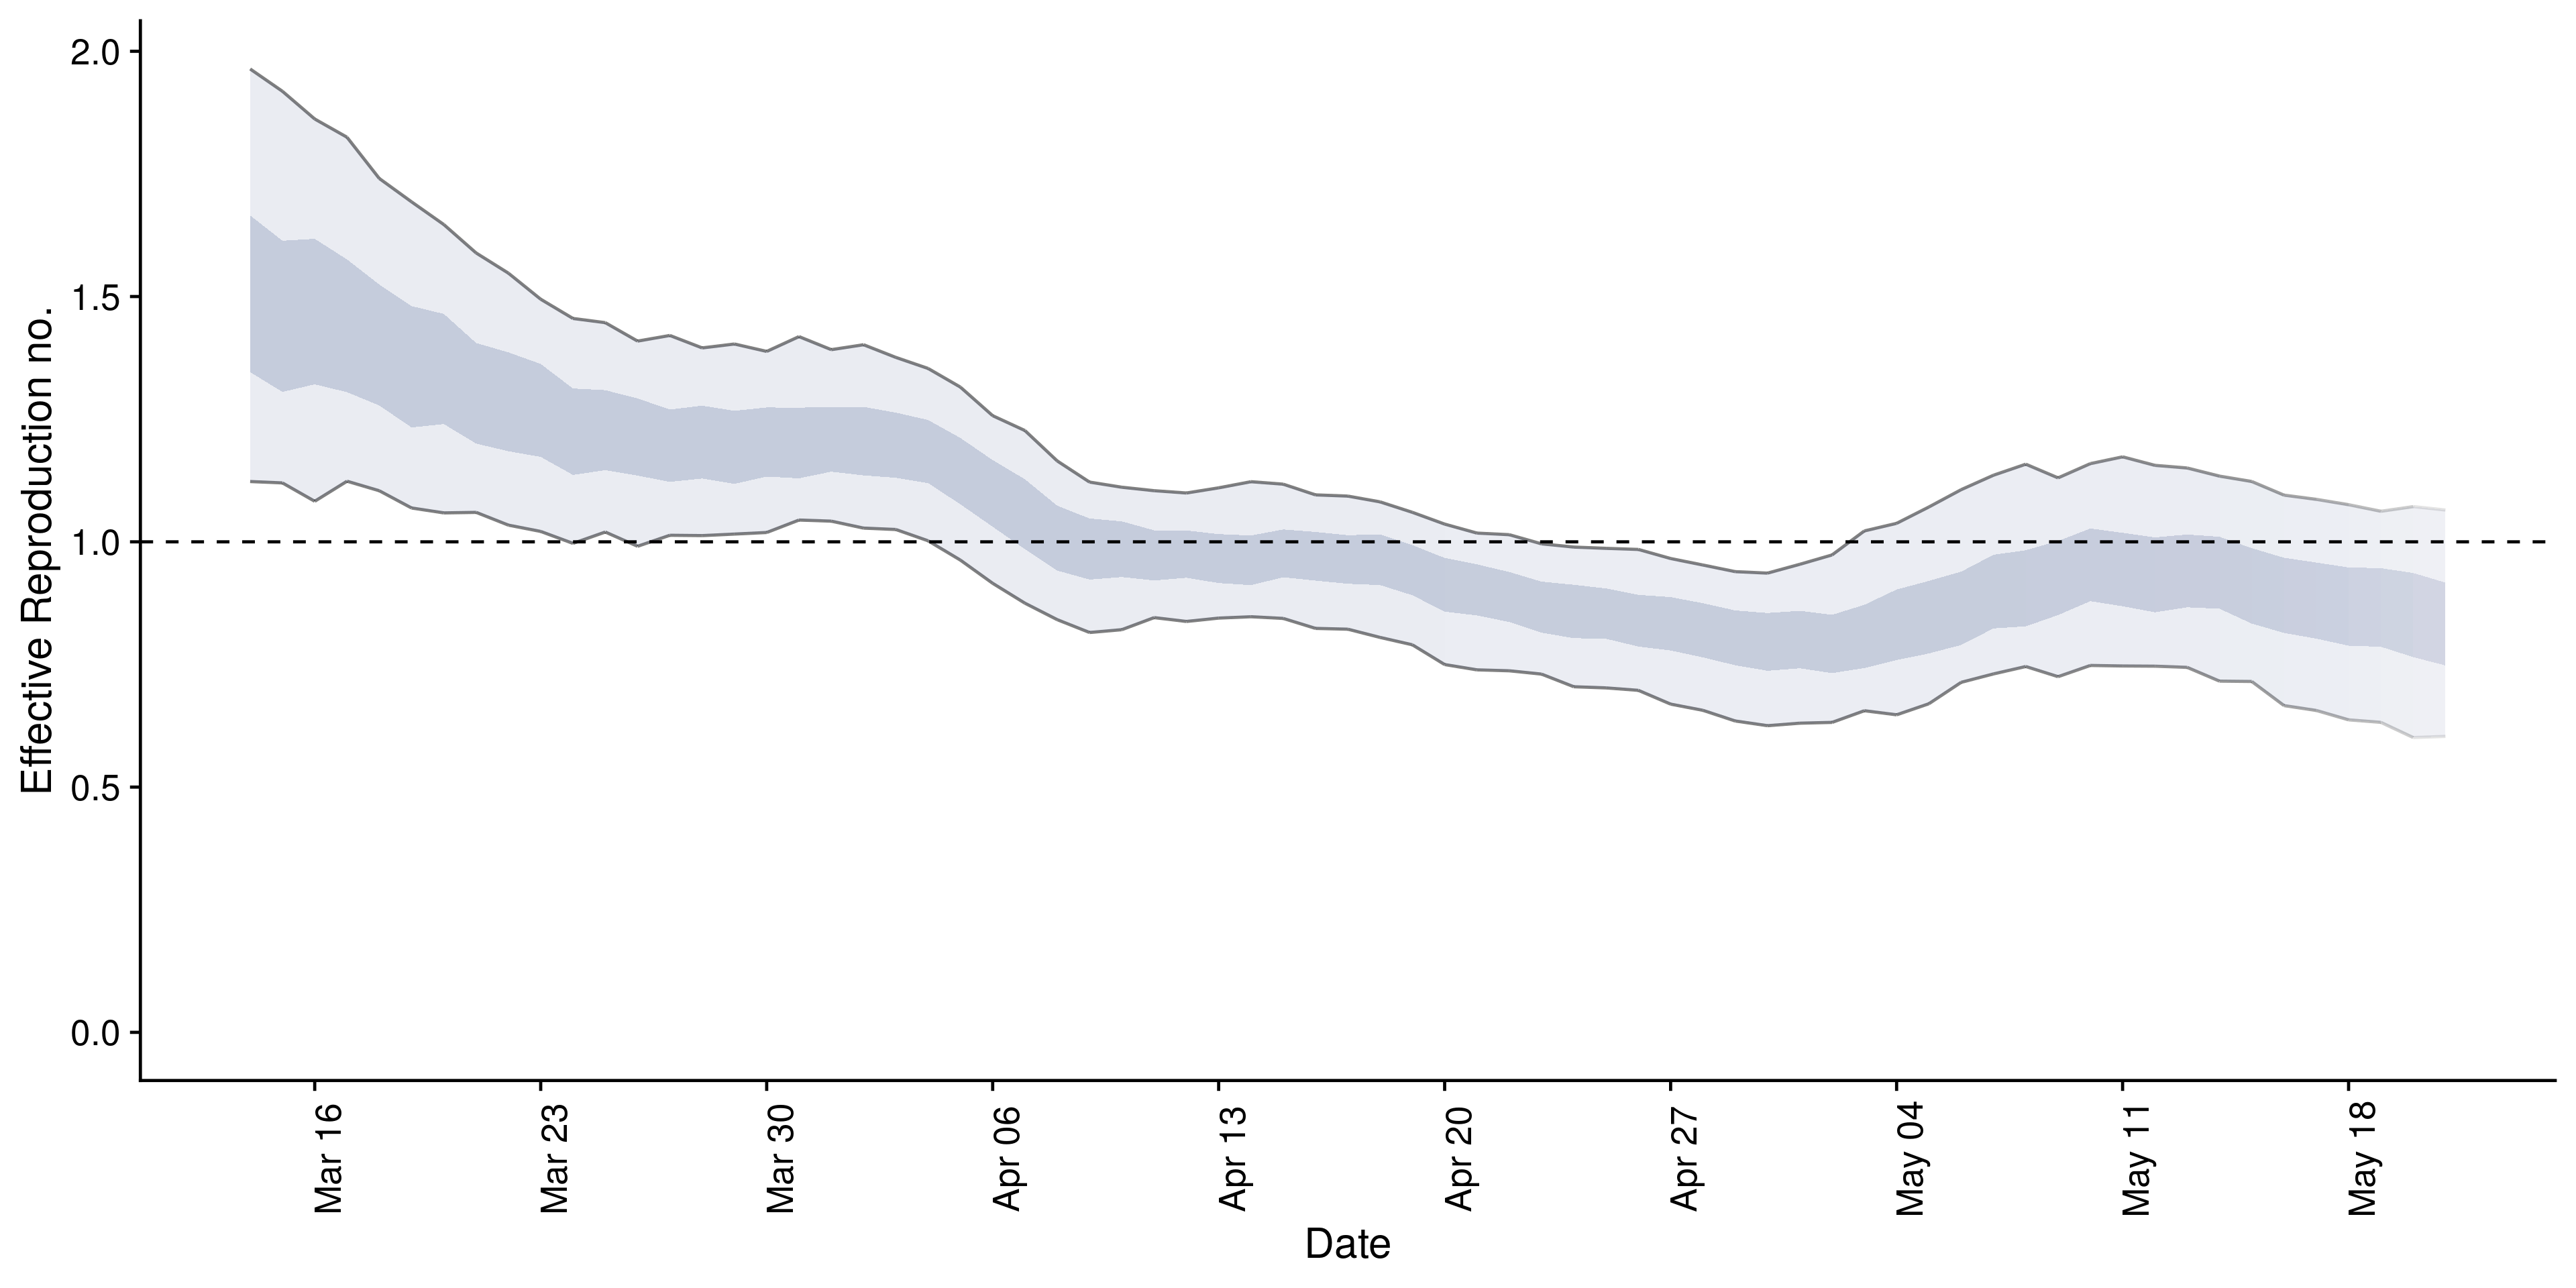 Effective Reproduction no.
2.0
1.5
1.0
0.5
0.0
Mar 16
Mar 23
Mar 30
Apr 06
Apr 13
Apr 20
Apr 27
May 04
May 11
May 18
Date